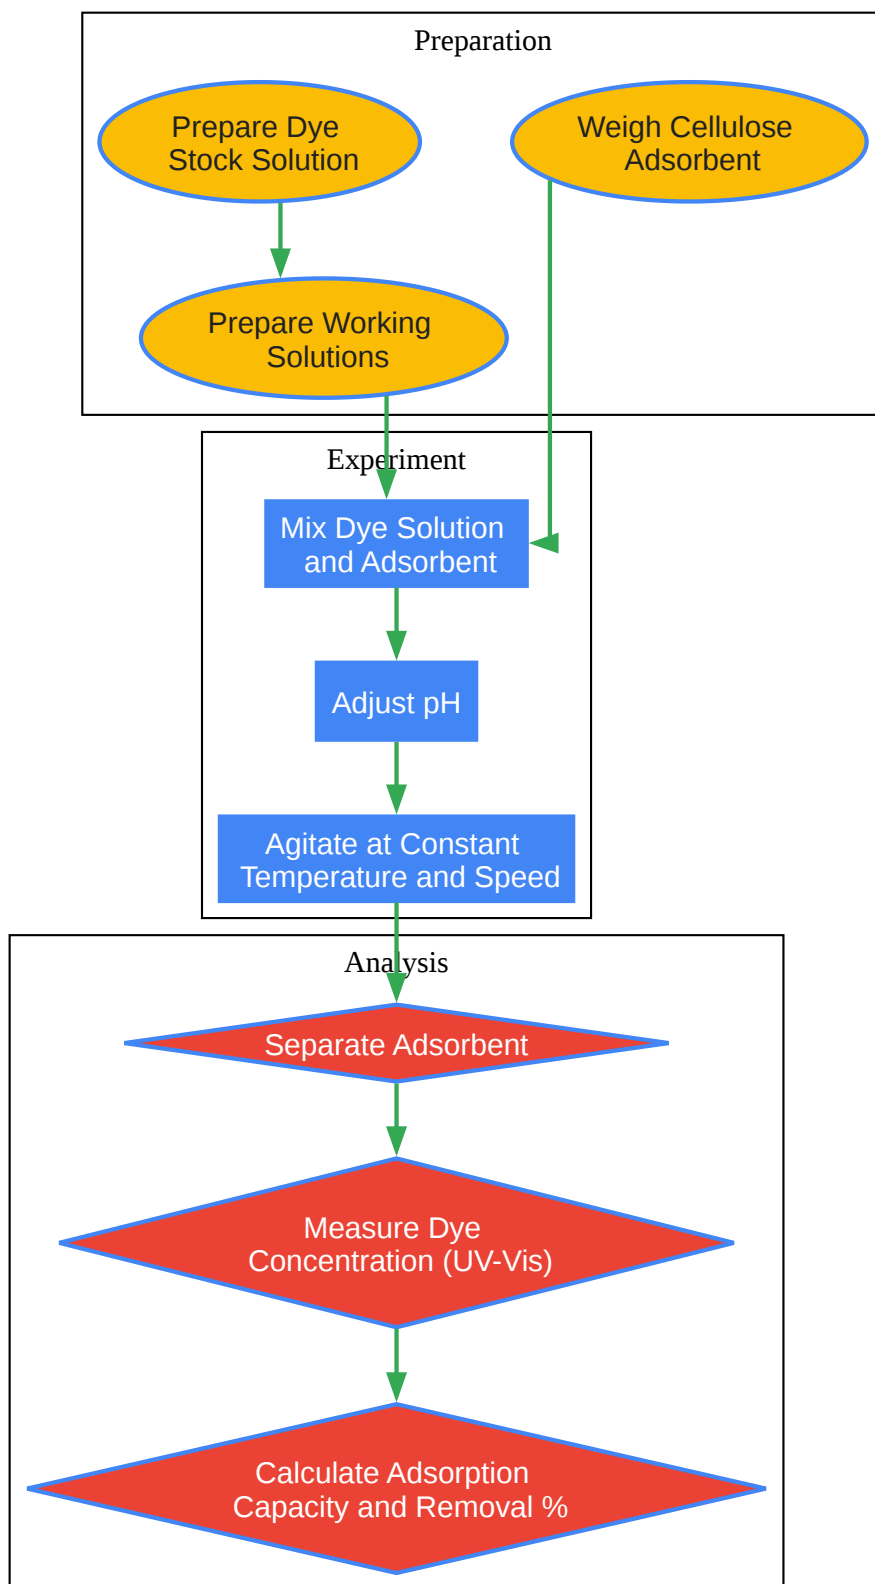 Preparation
Prepare Dye
Stock Solution
Weigh Cellulose
Adsorbent
Prepare Working
Solutions
Experiment
Mix Dye Solution
and Adsorbent
Adjust pH
Agitate at Constant
Temperature and Speed
Analysis
Separate Adsorbent
Measure Dye
Concentration (UV-Vis)
Calculate Adsorption
Capacity and Removal %